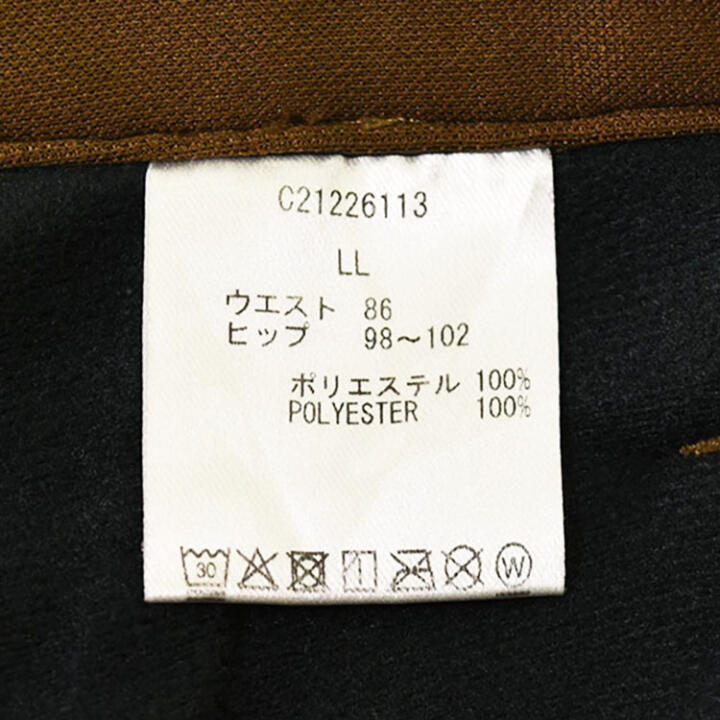 C21226113
LL
ウエスト 86
ヒップ 98～102
ポリエステル 100%
POLYESTER 100%
30 W